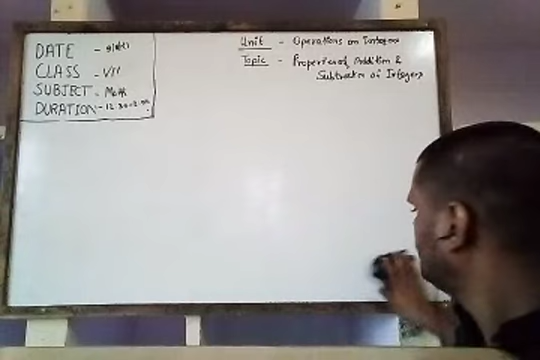 DATE -
CLASS - VII
SUBJECT - Math
DURATION -
Unit - Operations on Integers
Topic - Properties of Addition &
Subtraction of Integers